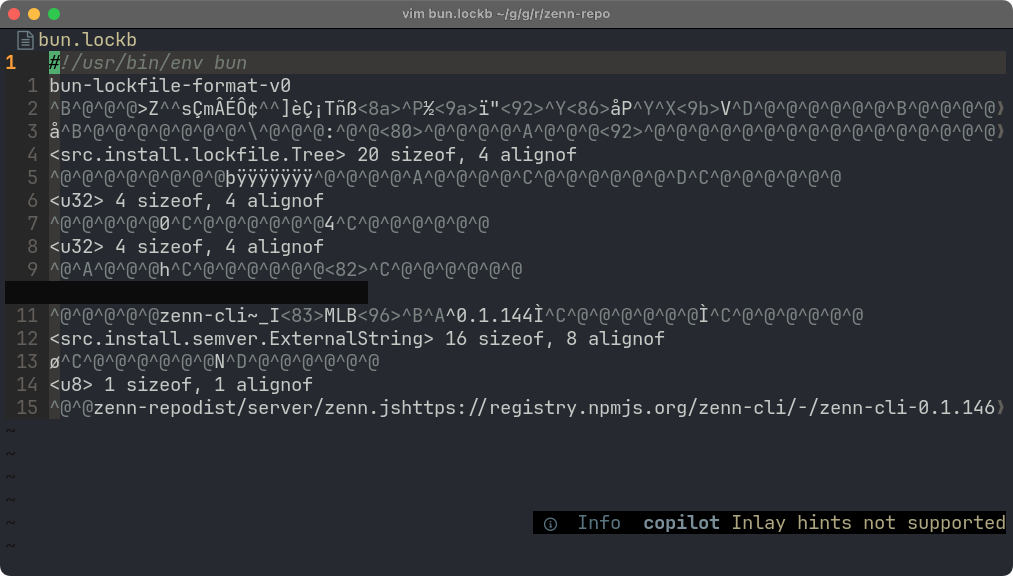 vim bun.lockb ~/g/g/r/zenn-repo
bun.lockb
1 #!/usr/bin/env bun
1 bun-lockfile-format-v0
2 ^B^@^@^@>Z^^sÇmÂÉÔ¢^^]èÇ¡Tñß<8a>^P½<9a>ï"<92>^Y<86>åP^Y^X<9b>V^D^@^@^@^@^@^@^B^@^@^@^@⟩
3 å^B^@^@^@^@^@^@^@^\^@^@^@:^@^@<80>^@^@^@^@^A^@^@^@<92>^@^@^@^@^@^@^@^@^@^@^@^@^@^@^@^@⟩
4 <src.install.lockfile.Tree> 20 sizeof, 4 alignof
5 ^@^@^@^@^@^@^@^@þÿÿÿÿÿÿÿ^@^@^@^@^A^@^@^@^@^C^@^@^@^@^@^@^D^C^@^@^@^@^@^@
6 <u32> 4 sizeof, 4 alignof
7 ^@^@^@^@^@0^C^@^@^@^@^@^@4^C^@^@^@^@^@^@
8 <u32> 4 sizeof, 4 alignof
9 ^@^A^@^@^@h^C^@^@^@^@^@^@<82>^C^@^@^@^@^@^@
11 ^@^@^@^@^@zenn-cli~_I<83>MLB<96>^B^A^0.1.144Ì^C^@^@^@^@^@^@Ì^C^@^@^@^@^@^@
12 <src.install.semver.ExternalString> 16 sizeof, 8 alignof
13 ø^C^@^@^@^@^@^@N^D^@^@^@^@^@^@
14 <u8> 1 sizeof, 1 alignof
15 ^@^@zenn-repodist/server/zenn.jshttps://registry.npmjs.org/zenn-cli/-/zenn-cli-0.1.146⟩
~
~
~
~
~
~
Info copilot Inlay hints not supported